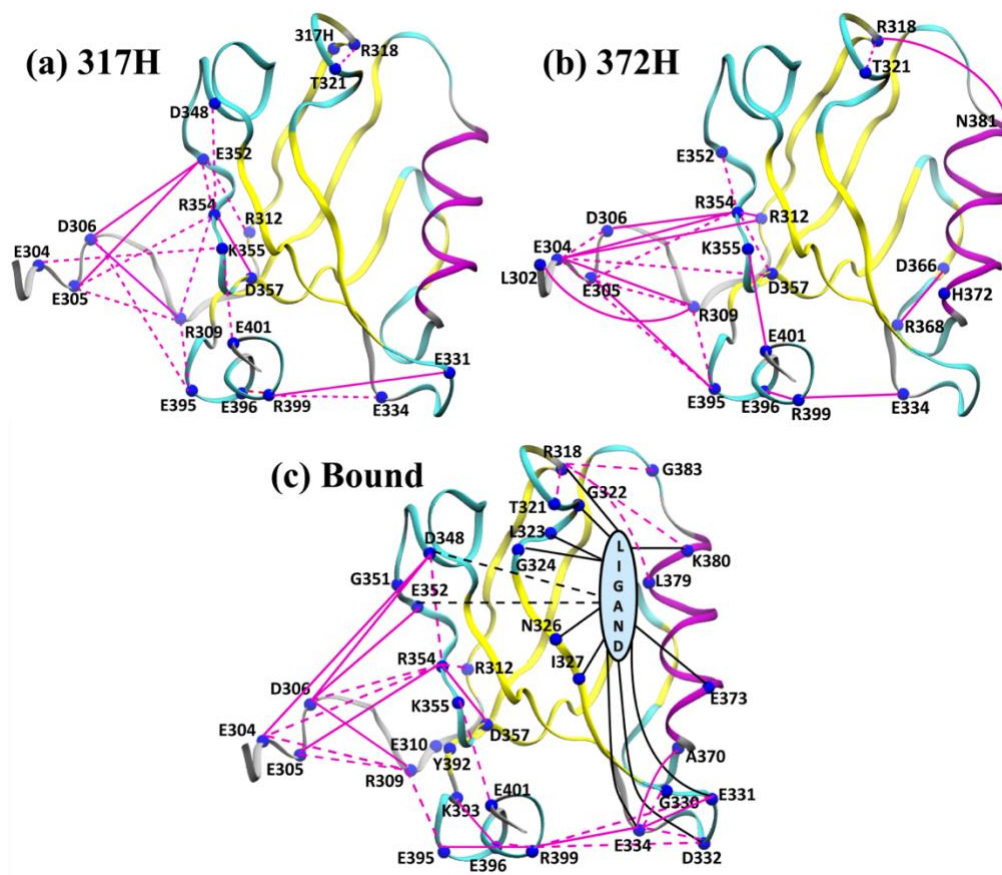 (a) 317H
317H
R318
T321
D348
E352
R354
R312
D306
K355
E304
D357
E305
R309
E401
E331
E395
E396
R399
E334
(b) 372H
R318
T321
N381
E352
R354
R312
D306
E304
K355
D366
L302
E305
D357
H372
R309
R368
E401
E395
E396
R399
E334
(c) Bound
R318
G383
G322
T321
L323
D348
G324
K380
G351
L379
E352
LIGAND
N326
R354
R312
I327
D306
E373
K355
E304
E310
D357
A370
E305
Y392
R309
G330
E331
K393
E401
E334
E395
E396
R399
D332